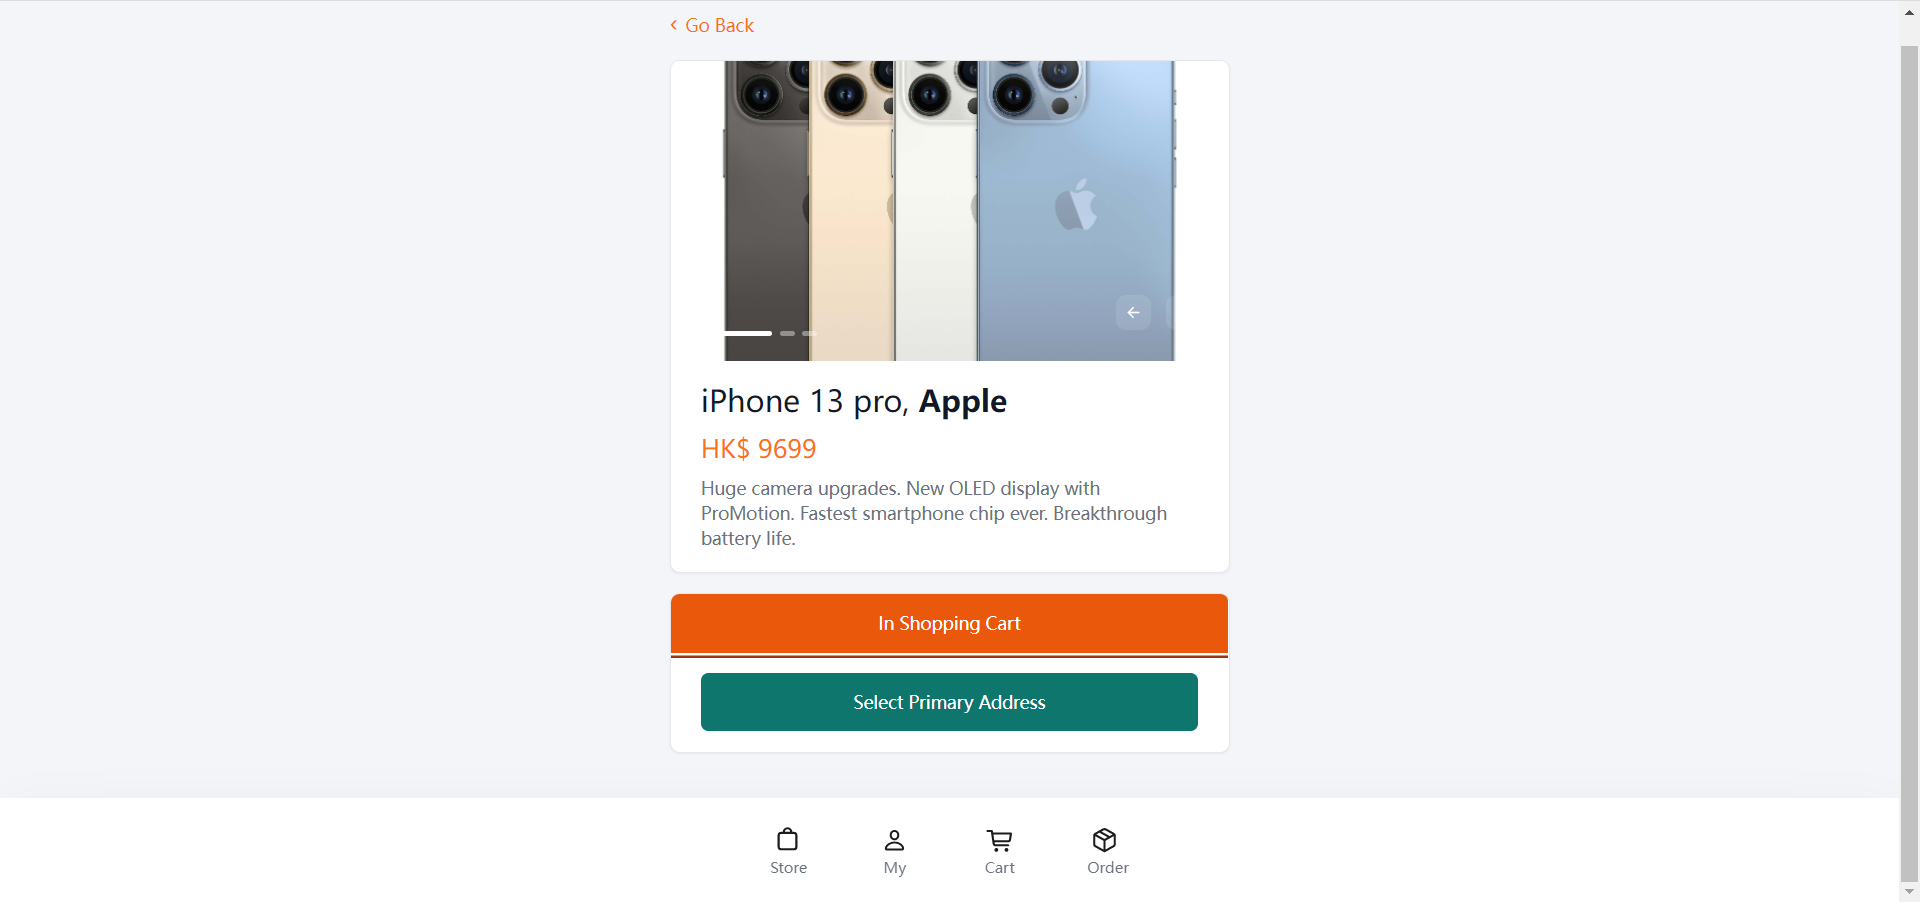 Go Back
iPhone 13 pro, Apple
HK$ 9699
Huge camera upgrades. New OLED display with
ProMotion. Fastest smartphone chip ever. Breakthrough
battery life.
In Shopping Cart
Select Primary Address
Store
My
Cart
Order